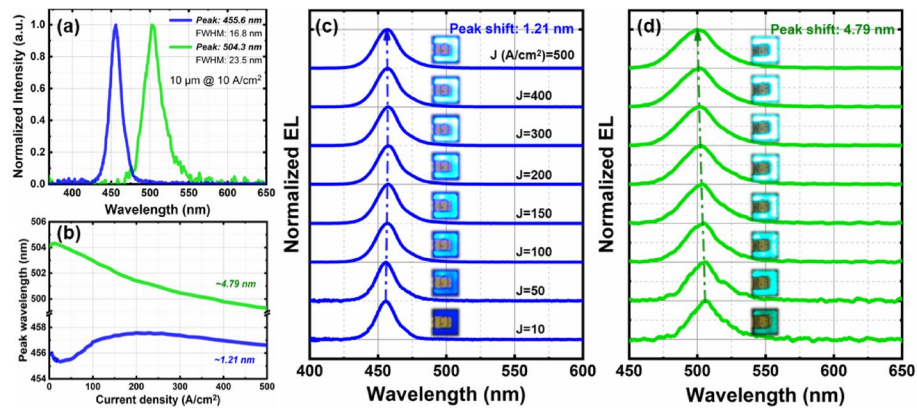 (a)
Peak: 455.6 nm
FWHM: 16.8 nm
Peak: 504.3 nm
FWHM: 23.5 nm
10 μm @ 10 A/cm²
Normalized Intensity (a.u.)
1.0
0.8
0.6
0.4
0.2
0.0
400 450 500 550 600 650
Wavelength (nm)
(b)
Peak wavelength (nm)
506
504
502
500
458
456
454
~4.79 nm
~1.21 nm
0 100 200 300 400 500
Current density (A/cm²)
(c)
Peak shift: 1.21 nm
J (A/cm²)=500
J=400
J=300
J=200
J=150
J=100
J=50
J=10
Normalized EL
400 450 500 550 600
Wavelength (nm)
(d)
Peak shift: 4.79 nm
Normalized EL
450 500 550 600 650
Wavelength (nm)